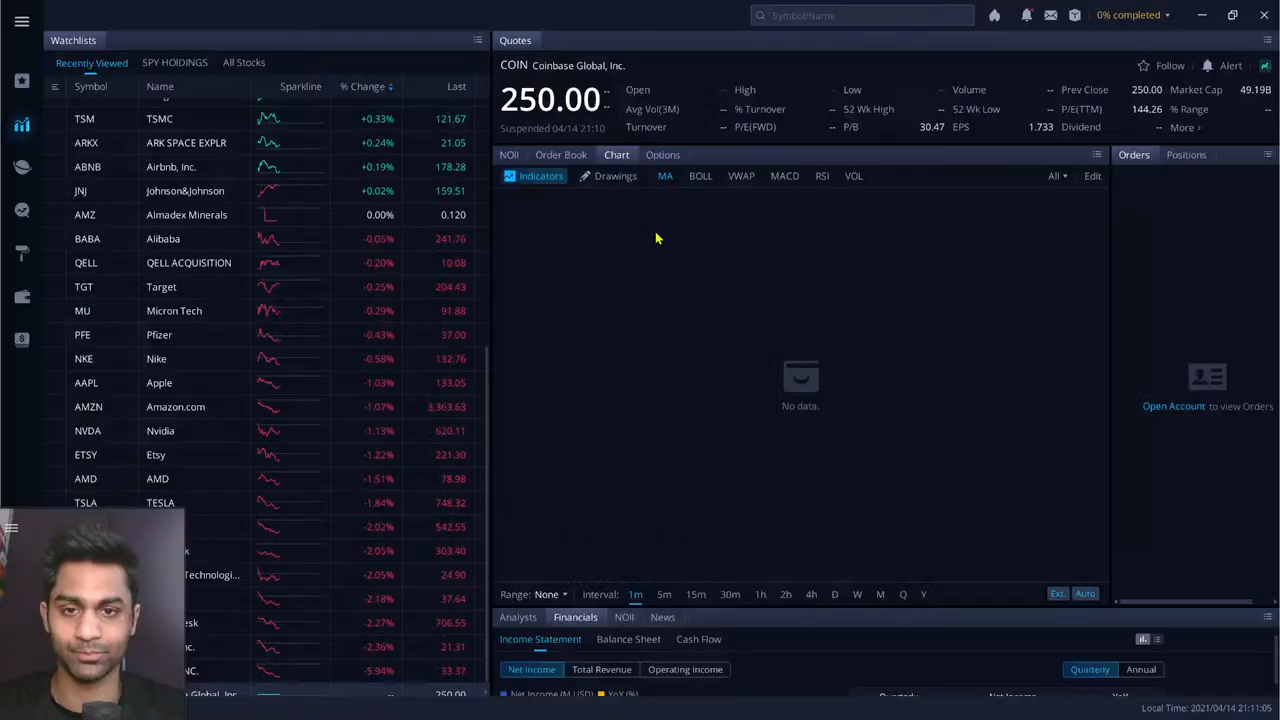 Symbol/Name
0% completed
Watchlists
Recently Viewed SPY HOLDINGS All Stocks
Symbol Name Sparkline % Change Last
TSM TSMC +0.33% 121.67
ARKX ARK SPACE EXPLR +0.24% 21.05
ABNB Airbnb, Inc. +0.19% 178.28
JNJ Johnson&Johnson +0.02% 159.51
AMZ Almadex Minerals 0.00% 0.120
BABA Alibaba -0.05% 241.76
QELL QELL ACQUISITION -0.20% 10.08
TGT Target -0.25% 204.43
MU Micron Tech -0.29% 91.88
PFE Pfizer -0.43% 37.00
NKE Nike -0.58% 132.76
AAPL Apple -1.03% 133.05
AMZN Amazon.com -1.07% 3,363.63
NVDA Nvidia -1.13% 620.11
ETSY Etsy -1.22% 221.30
AMD AMD -1.51% 78.98
TSLA TESLA -1.84% 748.32
-2.02% 542.55
k -2.05% 303.40
Technologi... -2.05% 24.90
-2.18% 37.64
esk -2.27% 706.55
nc. -2.36% 21.31
NC. -5.94% 33.37
e Global, Inc. -- 250.00
Quotes
COIN Coinbase Global, Inc.
Follow Alert
250.00 -- --
Suspended 04/14 21:10
Open -- High -- Low -- Volume -- Prev Close 250.00 Market Cap 49.19B
Avg Vol(3M) -- % Turnover -- 52 Wk High -- 52 Wk Low -- P/E(TTM) 144.26 % Range --
Turnover -- P/E(FWD) -- P/B 30.47 EPS 1.733 Dividend -- More ›
NOII Order Book Chart Options
Indicators Drawings MA BOLL VWAP MACD RSI VOL All Edit
No data.
Range: None Interval: 1m 5m 15m 30m 1h 2h 4h D W M Q Y Ext. Auto
Analysts Financials NOII News
Income Statement Balance Sheet Cash Flow
Net Income Total Revenue Operating Income Quarterly Annual
Net Income (M USD) YoY (%) Quarterly Net Income YoY
Orders Positions
Open Account to view Orders
Local Time: 2021/04/14 21:11:05